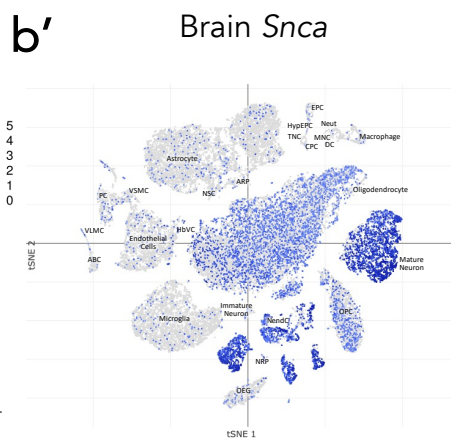 b′
Brain Snca
5
4
3
2
1
0
EPC
HypEPC
Neut
TNC
MNC
Macrophage
CPC
DC
Astrocyte
ARP
NSC
Oligodendrocyte
PC
VSMC
VLMC
HbVC
Endothelial
Cells
ABC
Mature
Neuron
tSNE 2
Immature
Neuron
OPC
Microglia
NendC
NRP
OEG
tSNE 1